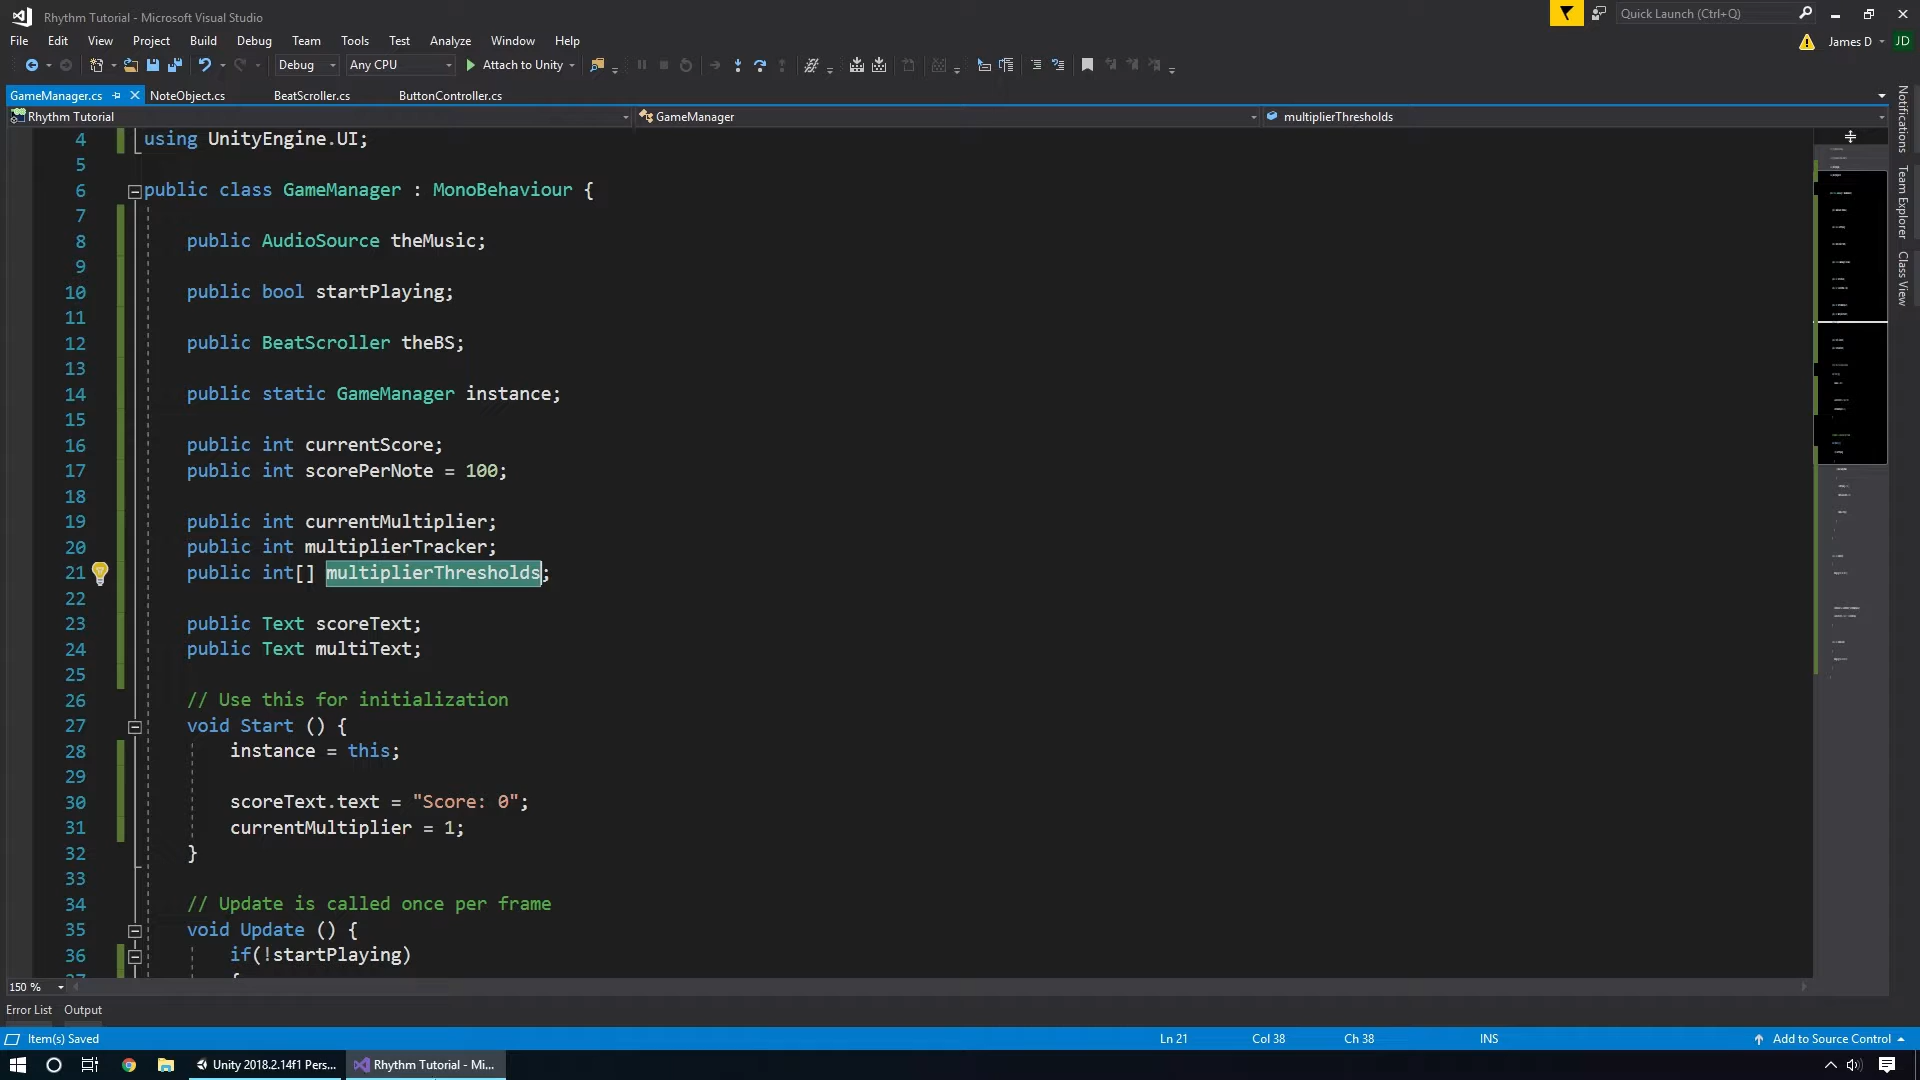 Rhythm Tutorial - Microsoft Visual Studio
Quick Launch (Ctrl+Q)
File Edit View Project Build Debug Team Tools Test Analyze Window Help
James D JD
Debug Any CPU Attach to Unity
GameManager.cs NoteObject.cs BeatScroller.cs ButtonController.cs
Rhythm Tutorial GameManager multiplierThresholds
Notifications
Team Explorer
Class View
4 using UnityEngine.UI;
5
6 public class GameManager : MonoBehaviour {
7
8 public AudioSource theMusic;
9
10 public bool startPlaying;
11
12 public BeatScroller theBS;
13
14 public static GameManager instance;
15
16 public int currentScore;
17 public int scorePerNote = 100;
18
19 public int currentMultiplier;
20 public int multiplierTracker;
21 public int[] multiplierThresholds;
22
23 public Text scoreText;
24 public Text multiText;
25
26 // Use this for initialization
27 void Start () {
28 instance = this;
29
30 scoreText.text = "Score: 0";
31 currentMultiplier = 1;
32 }
33
34 // Update is called once per frame
35 void Update () {
36 if(!startPlaying)
37 {
150 %
Error List Output
Item(s) Saved Ln 21 Col 38 Ch 38 INS Add to Source Control
Unity 2018.2.14f1 Pers... Rhythm Tutorial - Mi...